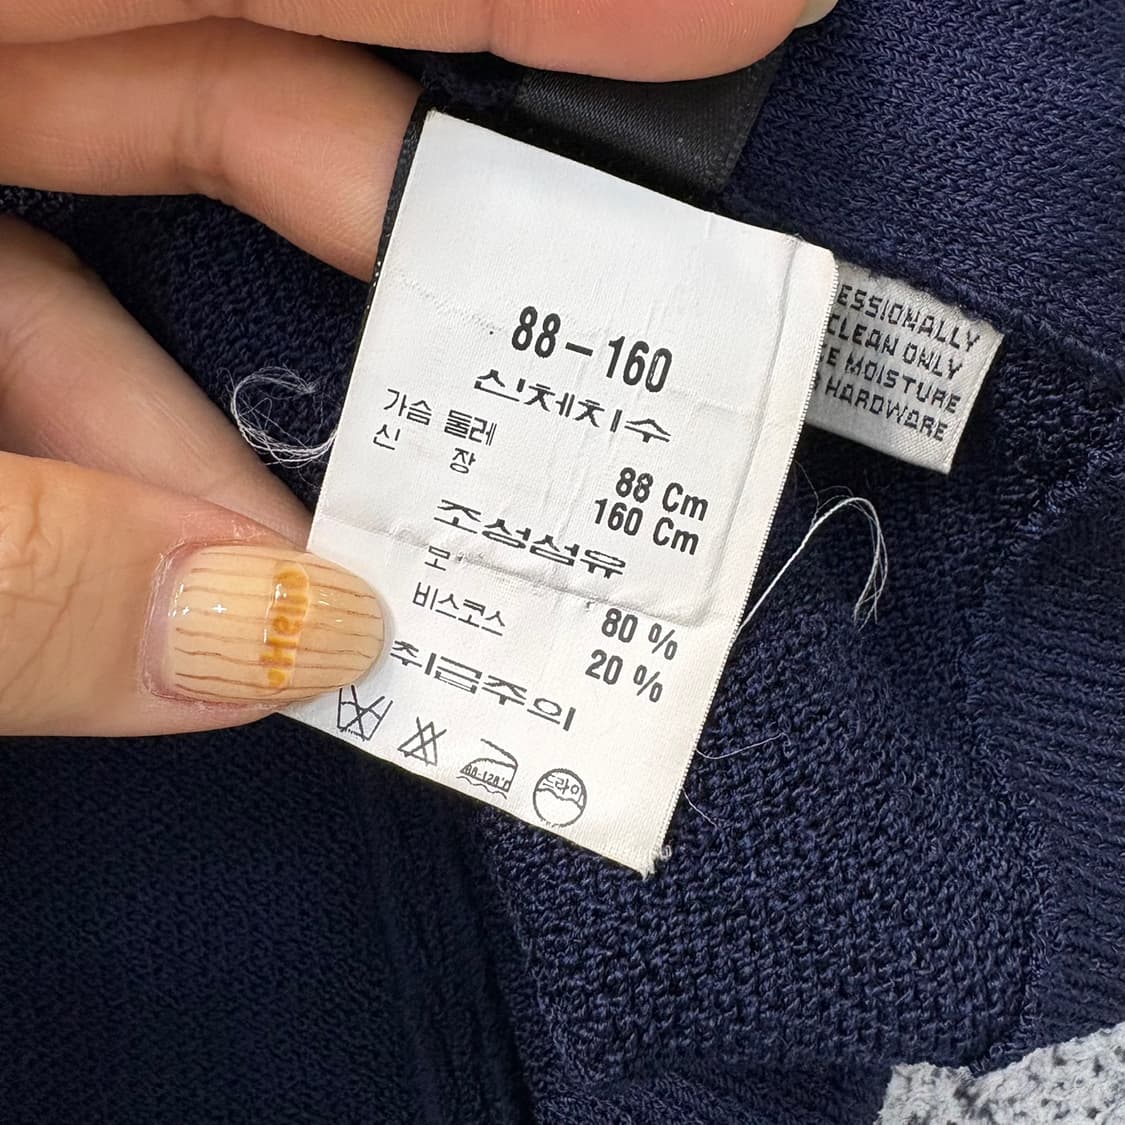 88-160
신체치수
가슴 둘레 88 Cm
신 장 160 Cm
조성섬유
모 80 %
비스코스 20 %
취급주의
드라이
ESSIONALLY
CLEAN ONLY
E MOISTURE
HARDWARE
Hello